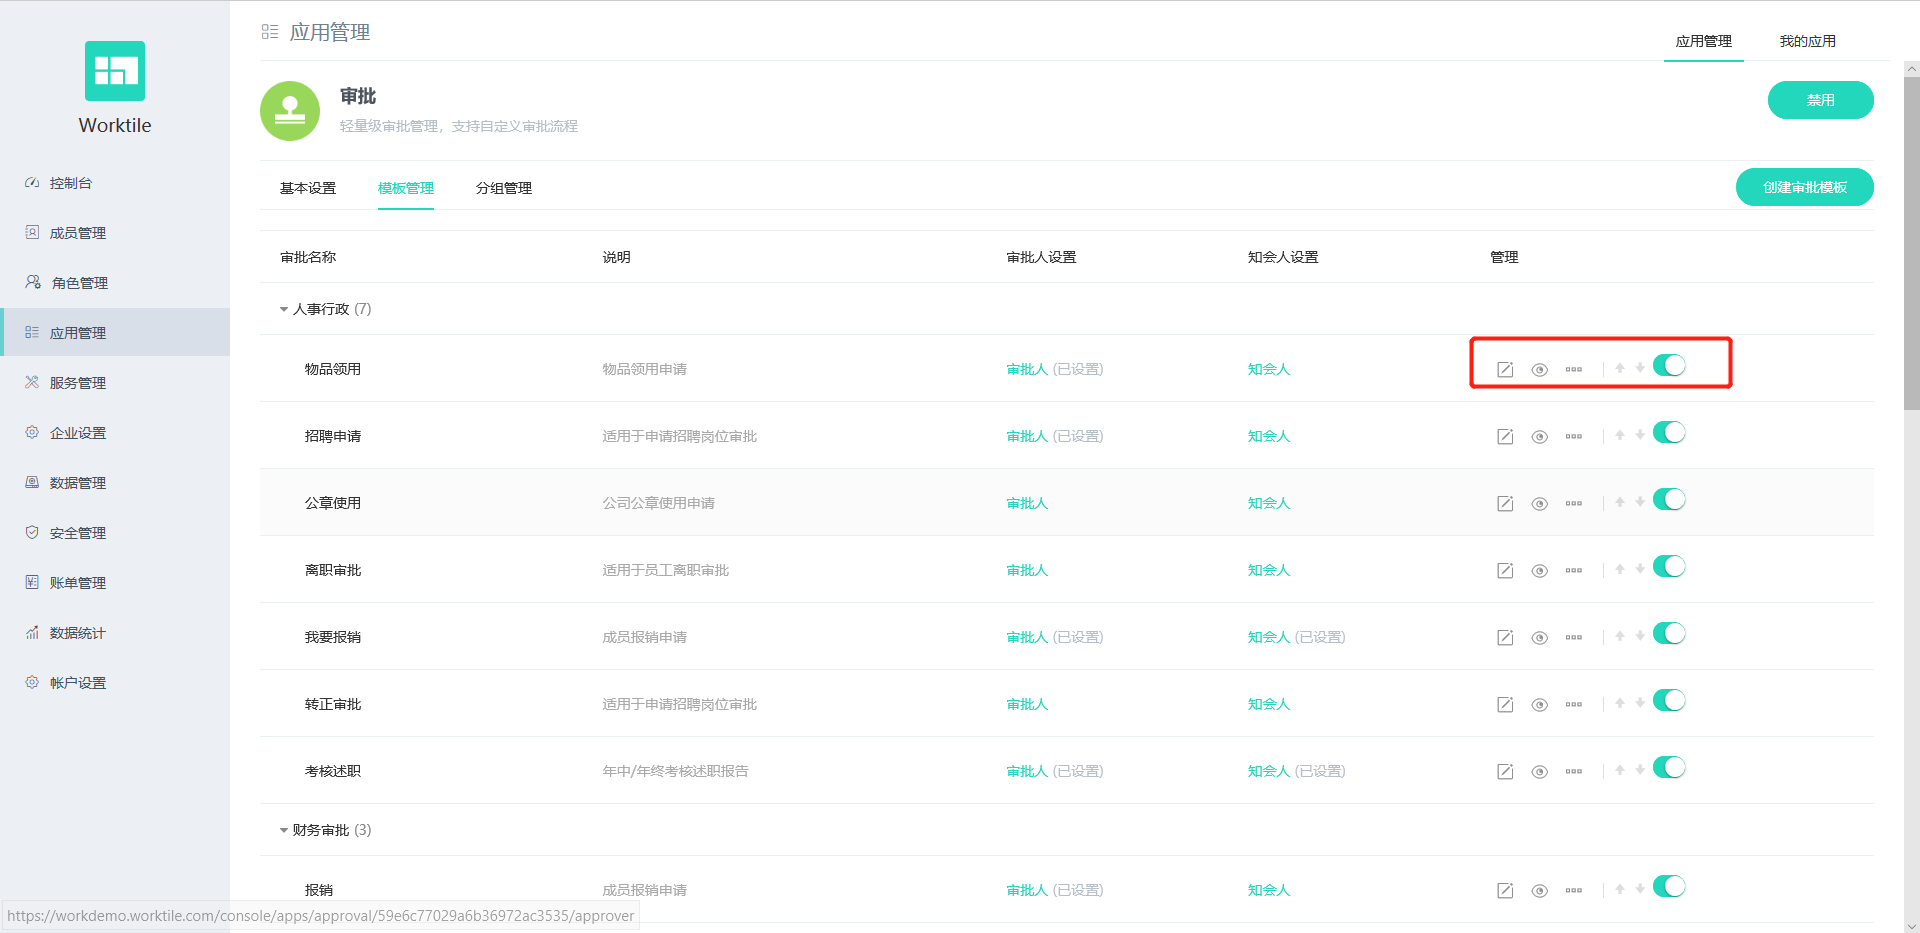 Worktile
控制台
成员管理
角色管理
应用管理
服务管理
企业设置
数据管理
安全管理
账单管理
数据统计
帐户设置
应用管理
应用管理 我的应用
审批
轻量级审批管理，支持自定义审批流程
禁用
基本设置 模板管理 分组管理
创建审批模板
审批名称 说明 审批人设置 知会人设置 管理
人事行政 (7)
物品领用 物品领用申请 审批人 (已设置) 知会人
招聘申请 适用于申请招聘岗位审批 审批人 (已设置) 知会人
公章使用 公司公章使用申请 审批人 知会人
离职审批 适用于员工离职审批 审批人 知会人
我要报销 成员报销申请 审批人 (已设置) 知会人 (已设置)
转正审批 适用于申请招聘岗位审批 审批人 知会人
考核述职 年中/年终考核述职报告 审批人 (已设置) 知会人 (已设置)
财务审批 (3)
报销 成员报销申请 审批人 (已设置) 知会人
https://workdemo.worktile.com/console/apps/approval/59e6c77029a6b36972ac3535/approver